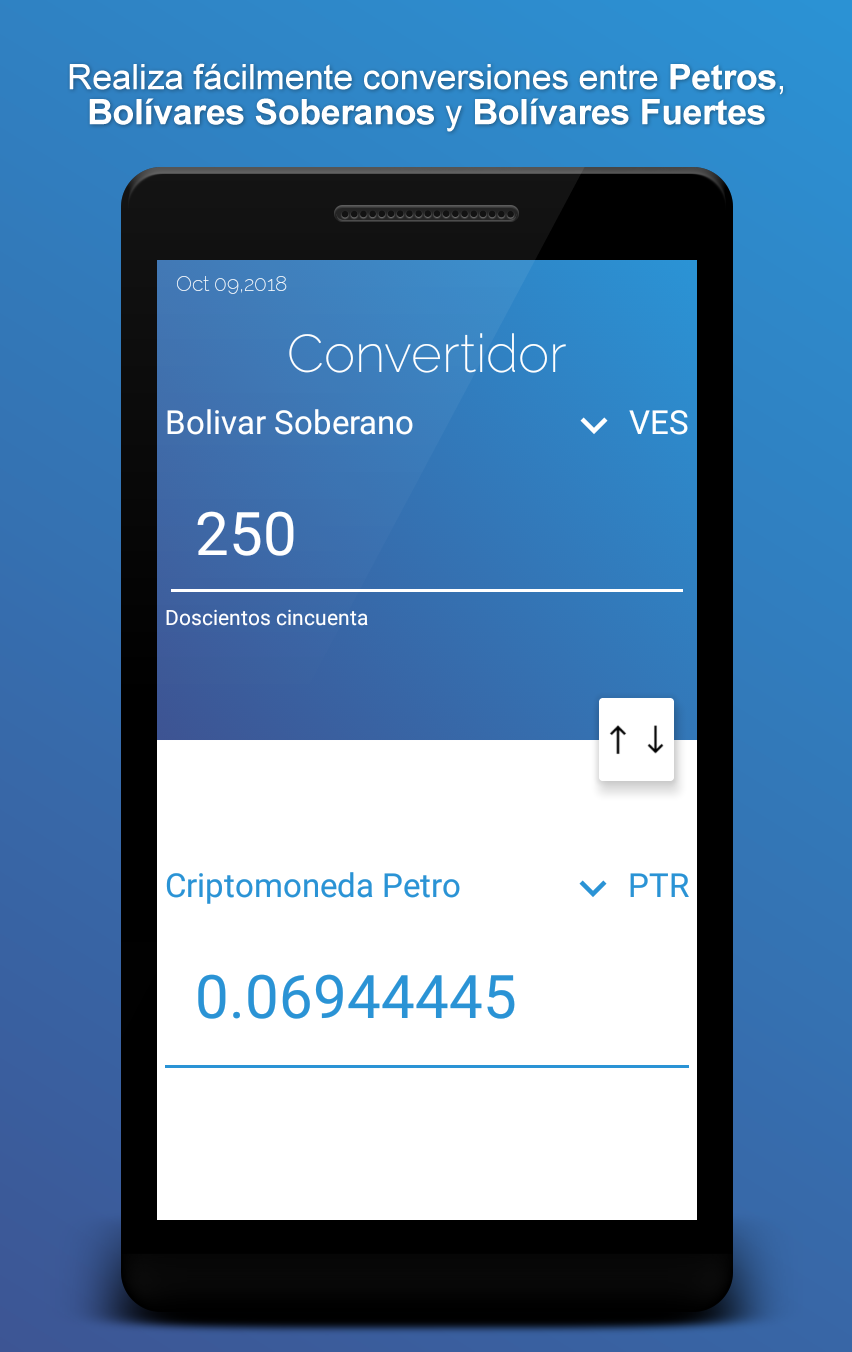 Realiza fácilmente conversiones entre Petros,
Bolívares Soberanos y Bolívares Fuertes
Oct 09,2018
Convertidor
Bolivar Soberano VES
250
Doscientos cincuenta
↑ ↓
Criptomoneda Petro PTR
0.06944445